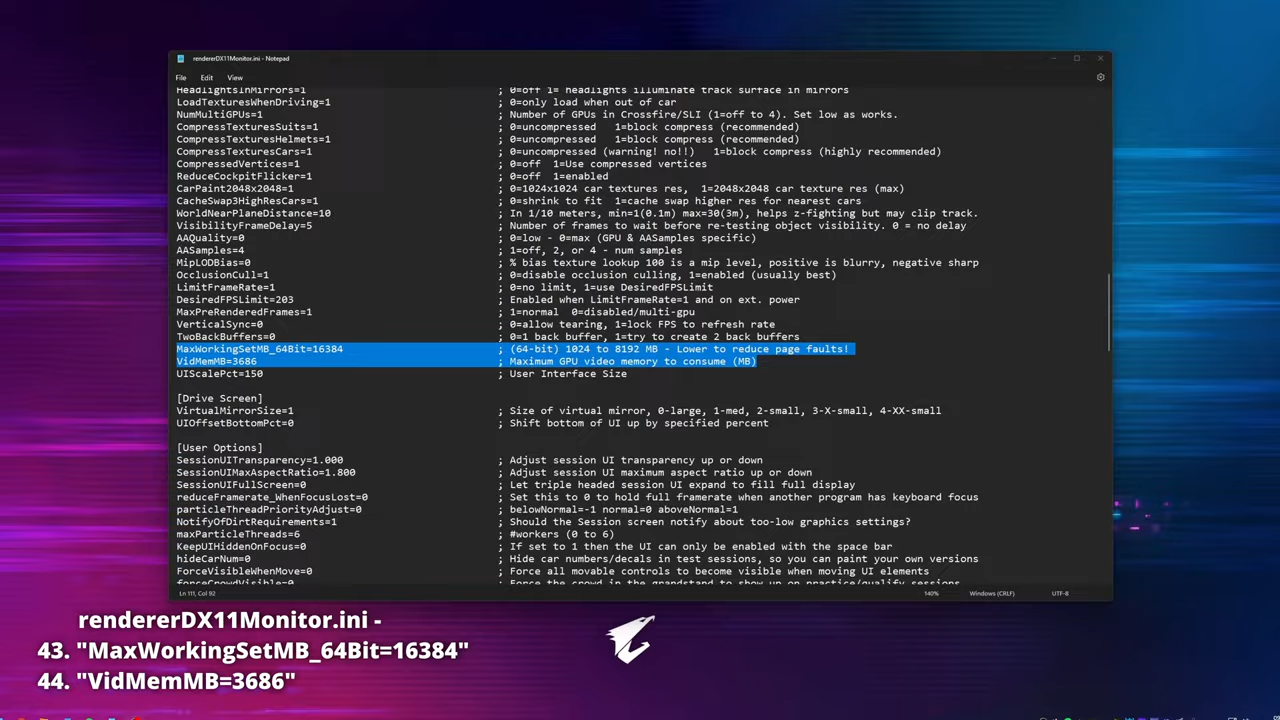 rendererDX11Monitor.ini - Notepad
File Edit View
HeadlightsInMirrors=1 ; 0=off 1= headlights illuminate track surface in mirrors
LoadTexturesWhenDriving=1 ; 0=only load when out of car
NumMultiGPUs=1 ; Number of GPUs in Crossfire/SLI (1=off to 4). Set low as works.
CompressTexturesSuits=1 ; 0=uncompressed 1=block compress (recommended)
CompressTexturesHelmets=1 ; 0=uncompressed 1=block compress (recommended)
CompressTexturesCars=1 ; 0=uncompressed (warning! no!!) 1=block compress (highly recommended)
CompressedVertices=1 ; 0=off 1=Use compressed vertices
ReduceCockpitFlicker=1 ; 0=off 1=enabled
CarPaint2048x2048=1 ; 0=1024x1024 car textures res, 1=2048x2048 car texture res (max)
CacheSwap3HighResCars=1 ; 0=shrink to fit 1=cache swap higher res for nearest cars
WorldNearPlaneDistance=10 ; In 1/10 meters, min=1(0.1m) max=30(3m), helps z-fighting but may clip track.
VisibilityFrameDelay=5 ; Number of frames to wait before re-testing object visibility. 0 = no delay
AAQuality=0 ; 0=low - 0=max (GPU & AASamples specific)
AASamples=4 ; 1=off, 2, or 4 - num samples
MipLODBias=0 ; % bias texture lookup 100 is a mip level, positive is blurry, negative sharp
OcclusionCull=1 ; 0=disable occlusion culling, 1=enabled (usually best)
LimitFrameRate=1 ; 0=no limit, 1=use DesiredFPSLimit
DesiredFPSLimit=203 ; Enabled when LimitFrameRate=1 and on ext. power
MaxPreRenderedFrames=1 ; 1=normal 0=disabled/multi-gpu
VerticalSync=0 ; 0=allow tearing, 1=lock FPS to refresh rate
TwoBackBuffers=0 ; 0=1 back buffer, 1=try to create 2 back buffers
MaxWorkingSetMB_64Bit=16384 ; (64-bit) 1024 to 8192 MB - Lower to reduce page faults!
VidMemMB=3686 ; Maximum GPU video memory to consume (MB)
UIScalePct=150 ; User Interface Size
[Drive Screen]
VirtualMirrorSize=1 ; Size of virtual mirror, 0-large, 1-med, 2-small, 3-X-small, 4-XX-small
UIOffsetBottomPct=0 ; Shift bottom of UI up by specified percent
[User Options]
SessionUITransparency=1.000 ; Adjust session UI transparency up or down
SessionUIMaxAspectRatio=1.800 ; Adjust session UI maximum aspect ratio up or down
SessionUIFullScreen=0 ; Let triple headed session UI expand to fill full display
reduceFramerate_WhenFocusLost=0 ; Set this to 0 to hold full framerate when another program has keyboard focus
particleThreadPriorityAdjust=0 ; belowNormal=-1 normal=0 aboveNormal=1
NotifyOfDirtRequirements=1 ; Should the Session screen notify about too-low graphics settings?
maxParticleThreads=6 ; #workers (0 to 6)
KeepUIHiddenOnFocus=0 ; If set to 1 then the UI can only be enabled with the space bar
hideCarNum=0 ; Hide car numbers/decals in test sessions, so you can paint your own versions
ForceVisibleWhenMove=0 ; Force all movable controls to become visible when moving UI elements
forceCrowdVisible=0 ; Force the crowd in the grandstand to show up on practice/qualify sessions
Ln 111, Col 92 140% Windows (CRLF) UTF-8
rendererDX11Monitor.ini -
43. "MaxWorkingSetMB_64Bit=16384"
44. "VidMemMB=3686"